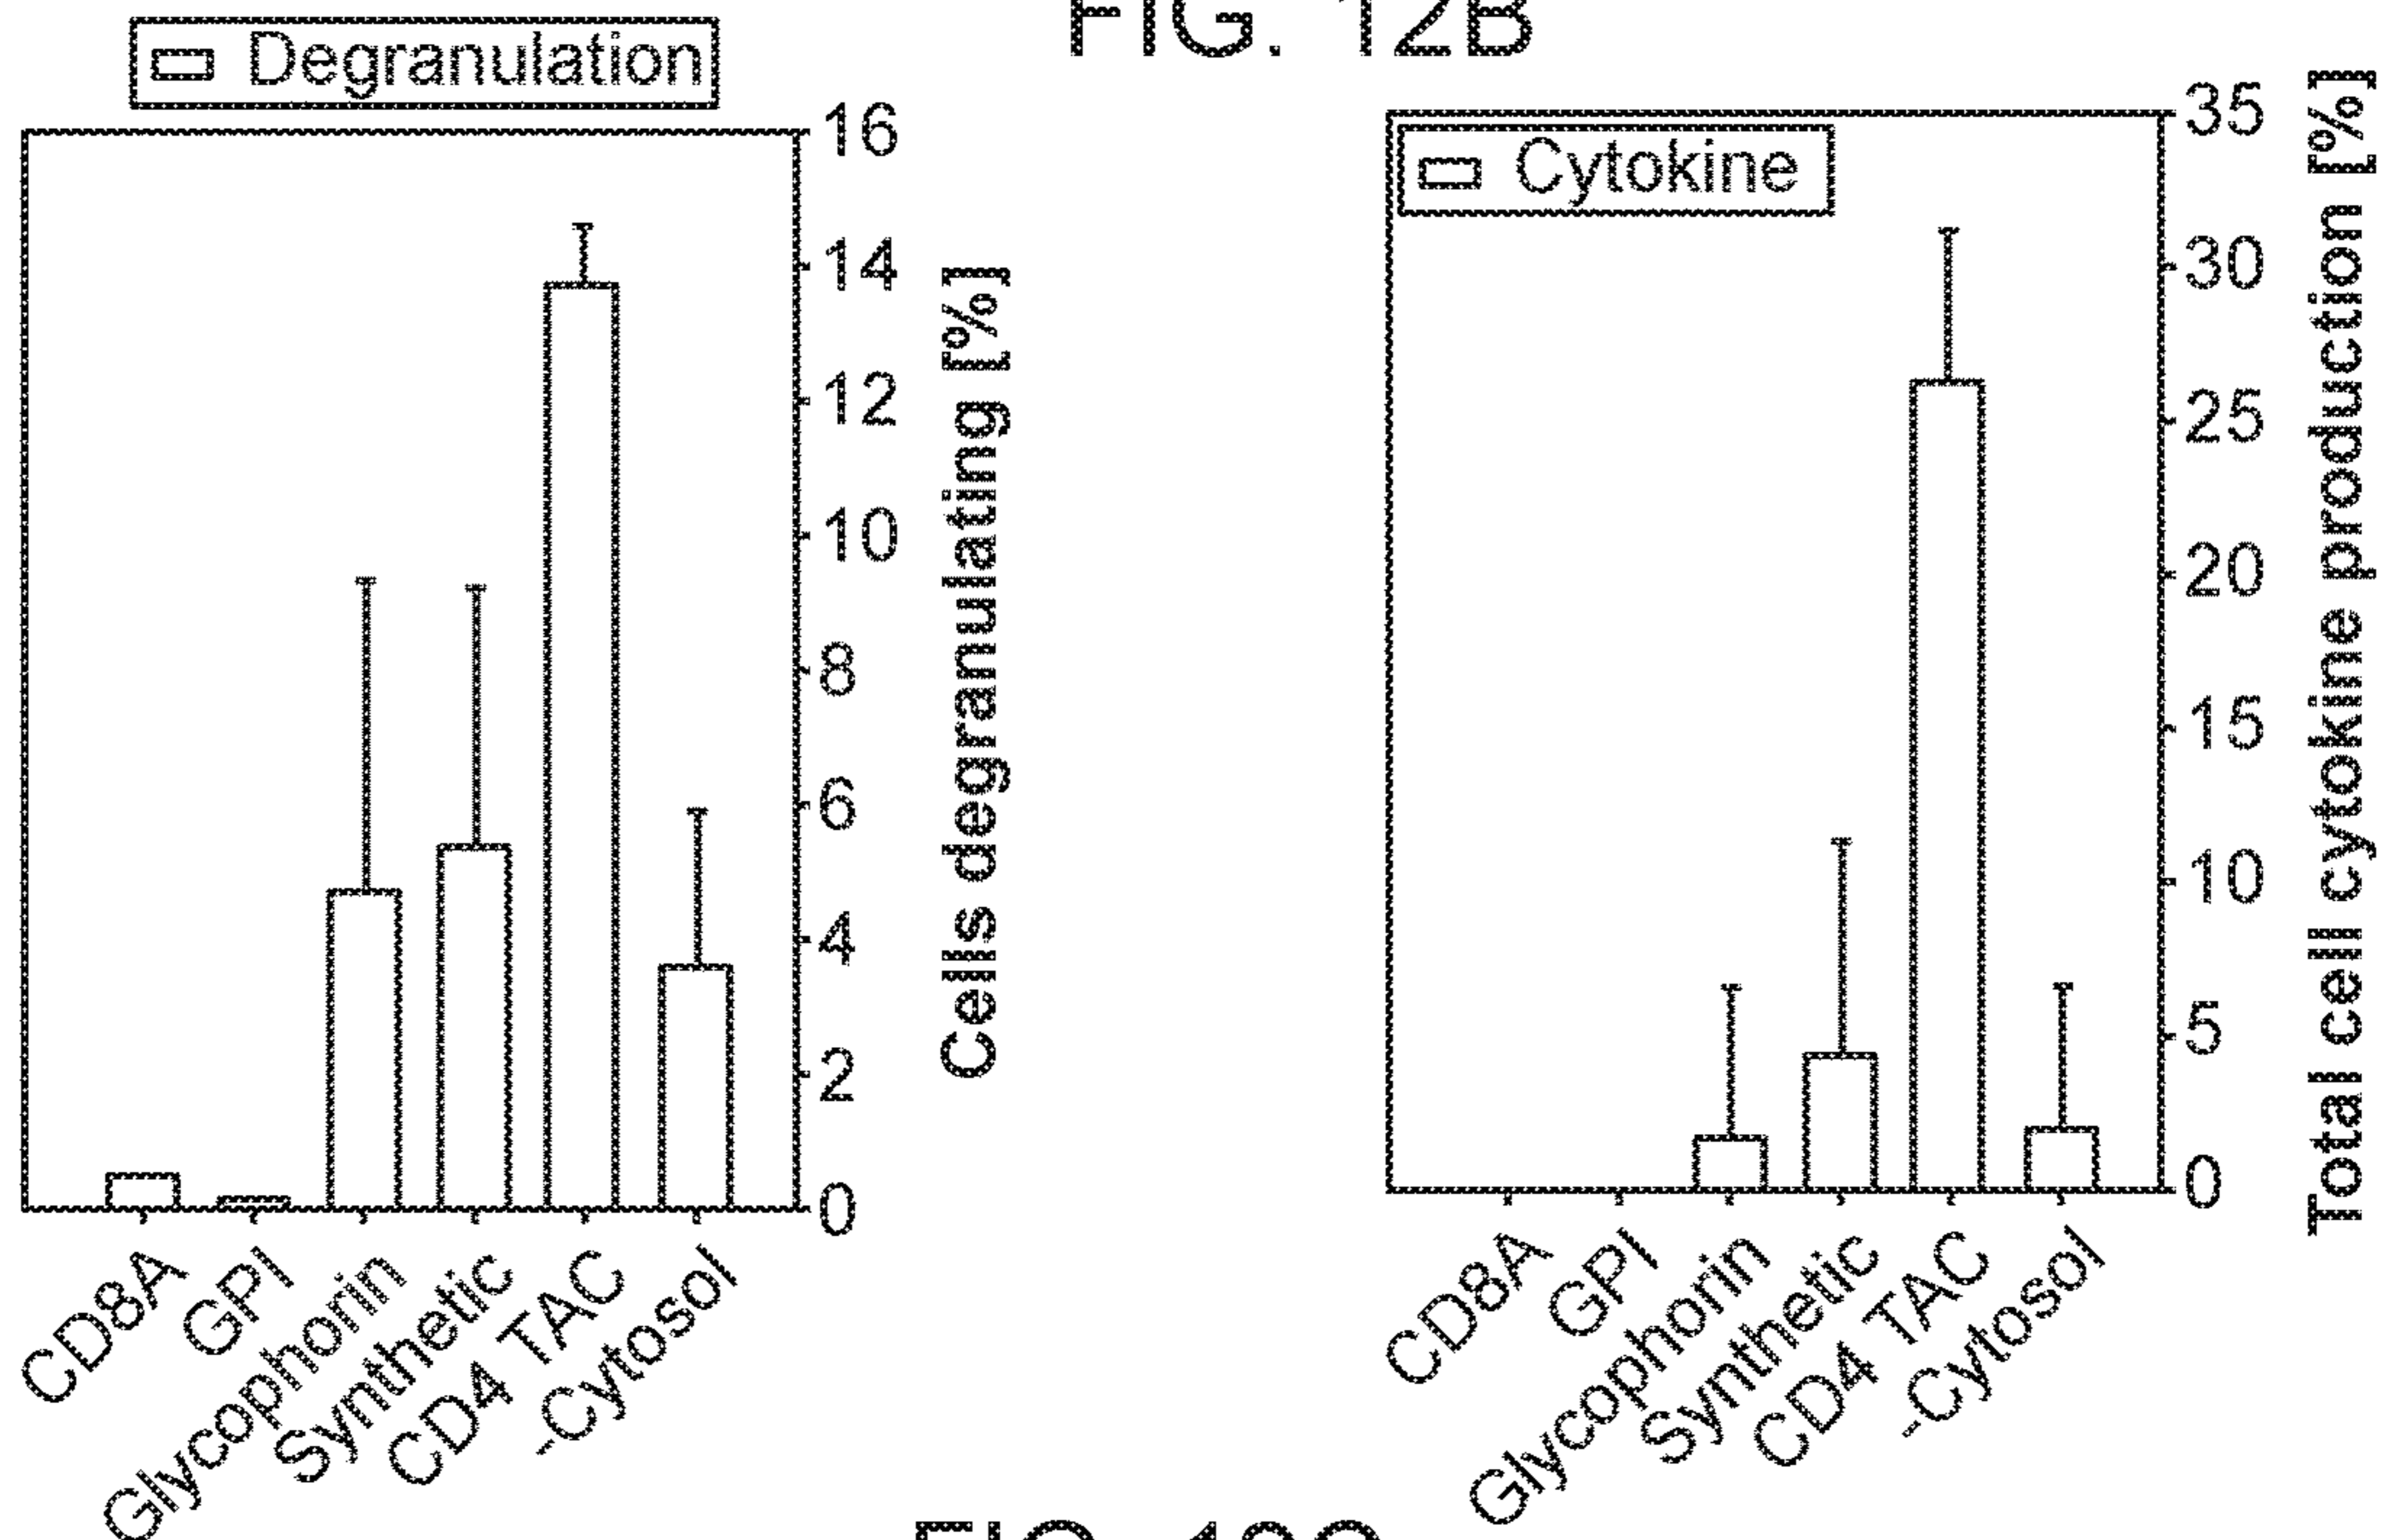 FIG. 12B
Degranulation
16
14
12
10
8
6
4
2
0
Cells degranulating [%]
CD8A
GPI
Glycophorin
Synthetic
CD4 TAC
-Cytosol
Cytokine
35
30
25
20
15
10
5
0
Total cell cytokine production [%]
CD8A
GPI
Glycophorin
Synthetic
CD4 TAC
-Cytosol